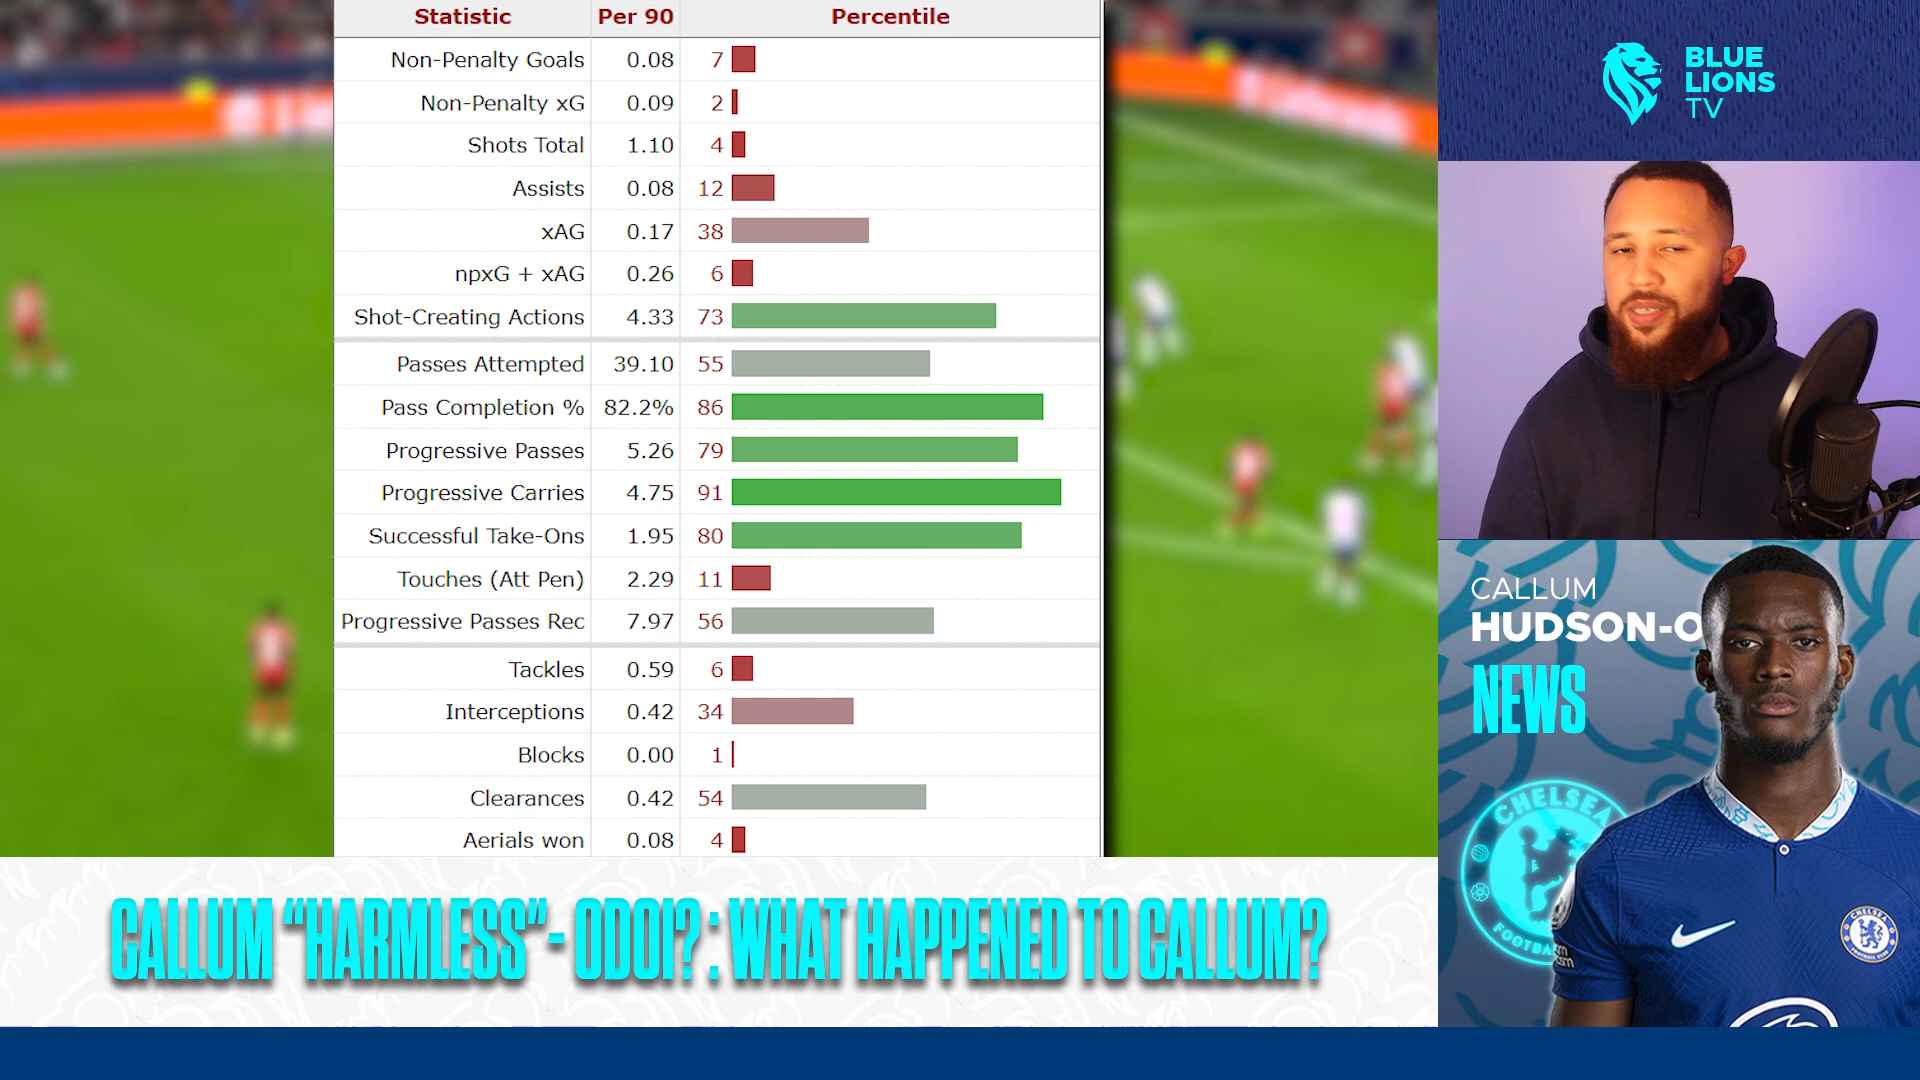 Statistic Per 90 Percentile
Non-Penalty Goals 0.08 7
Non-Penalty xG 0.09 2
Shots Total 1.10 4
Assists 0.08 12
xAG 0.17 38
npxG + xAG 0.26 6
Shot-Creating Actions 4.33 73
Passes Attempted 39.10 55
Pass Completion % 82.2% 86
Progressive Passes 5.26 79
Progressive Carries 4.75 91
Successful Take-Ons 1.95 80
Touches (Att Pen) 2.29 11
Progressive Passes Rec 7.97 56
Tackles 0.59 6
Interceptions 0.42 34
Blocks 0.00 1
Clearances 0.42 54
Aerials won 0.08 4
CALLUM “HARMLESS”- ODOI? : WHAT HAPPENED TO CALLUM?
BLUE
LIONS
TV
CALLUM
HUDSON-O
NEWS
CHELSEA
FOOTBA
CHELSEA
FOOTBALL CLUB